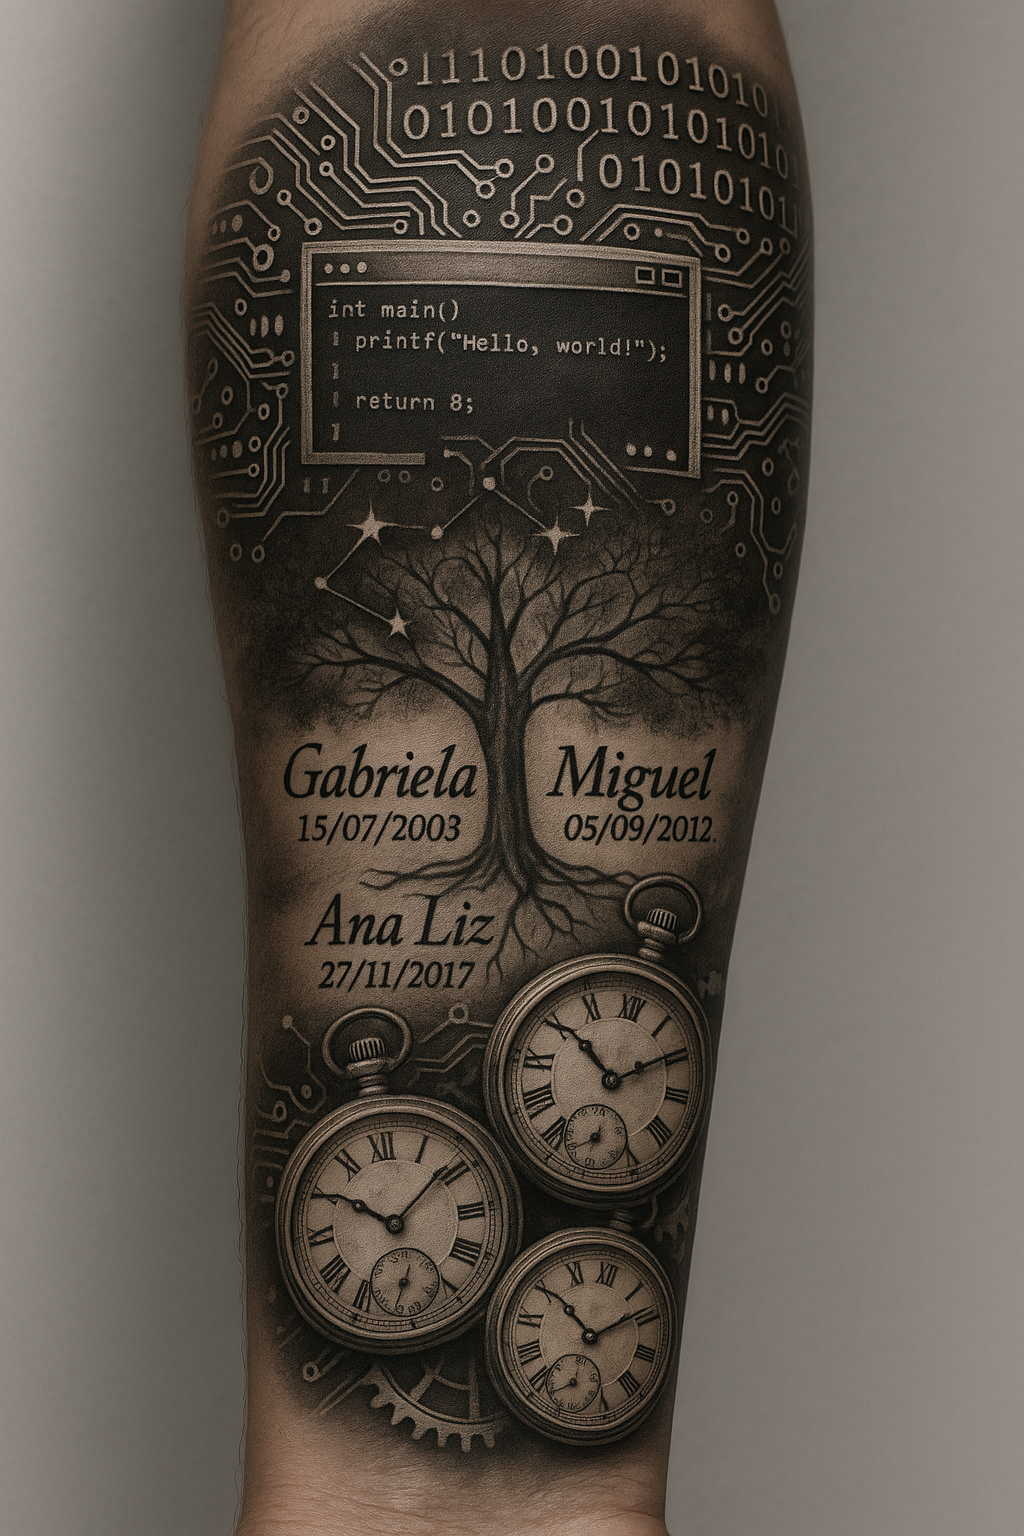 1110100101010
010100101010101
01010101
int main()
printf("Hello, world!");
return 8;
Gabriela
15/07/2003
Miguel
05/09/2012.
Ana Liz
27/11/2017